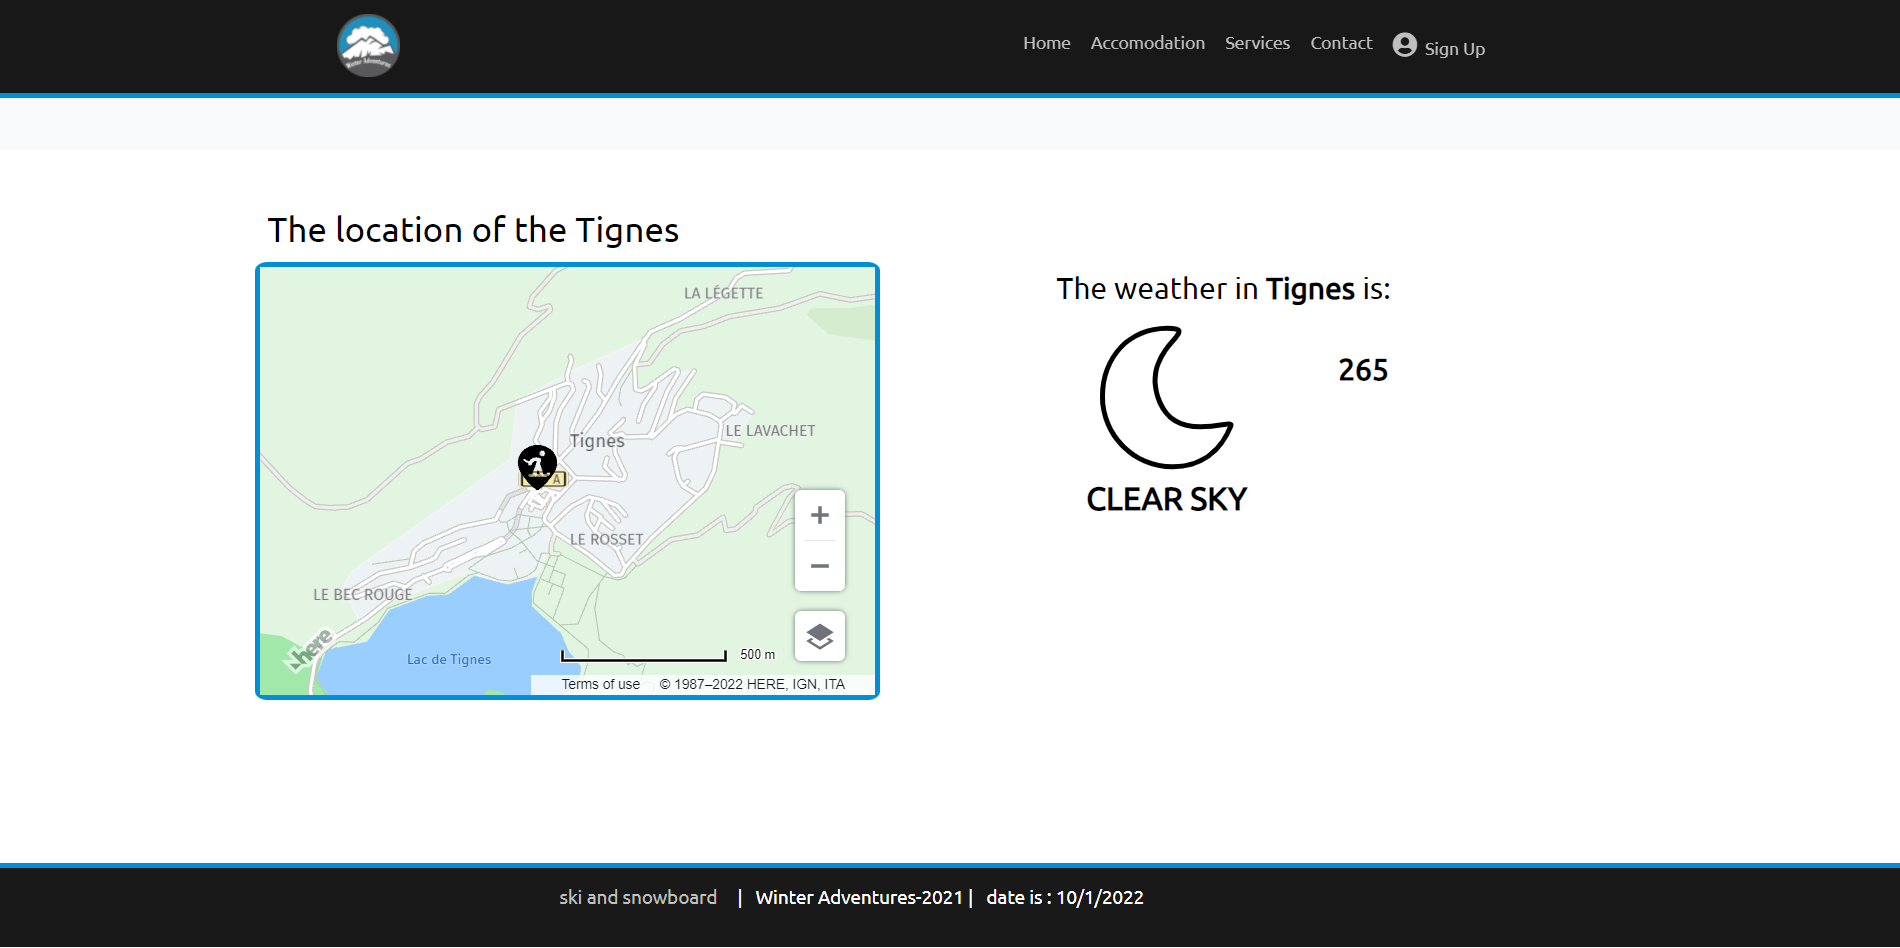 Winter Adventures
Home Accomodation Services Contact Sign Up
The location of the Tignes
LA LÉGETTE
Tignes
LE LAVACHET
A
LE ROSSET
LE BEC ROUGE
here
Lac de Tignes
500 m
Terms of use © 1987–2022 HERE, IGN, ITA
The weather in Tignes is:
265
CLEAR SKY
ski and snowboard | Winter Adventures-2021 | date is : 10/1/2022